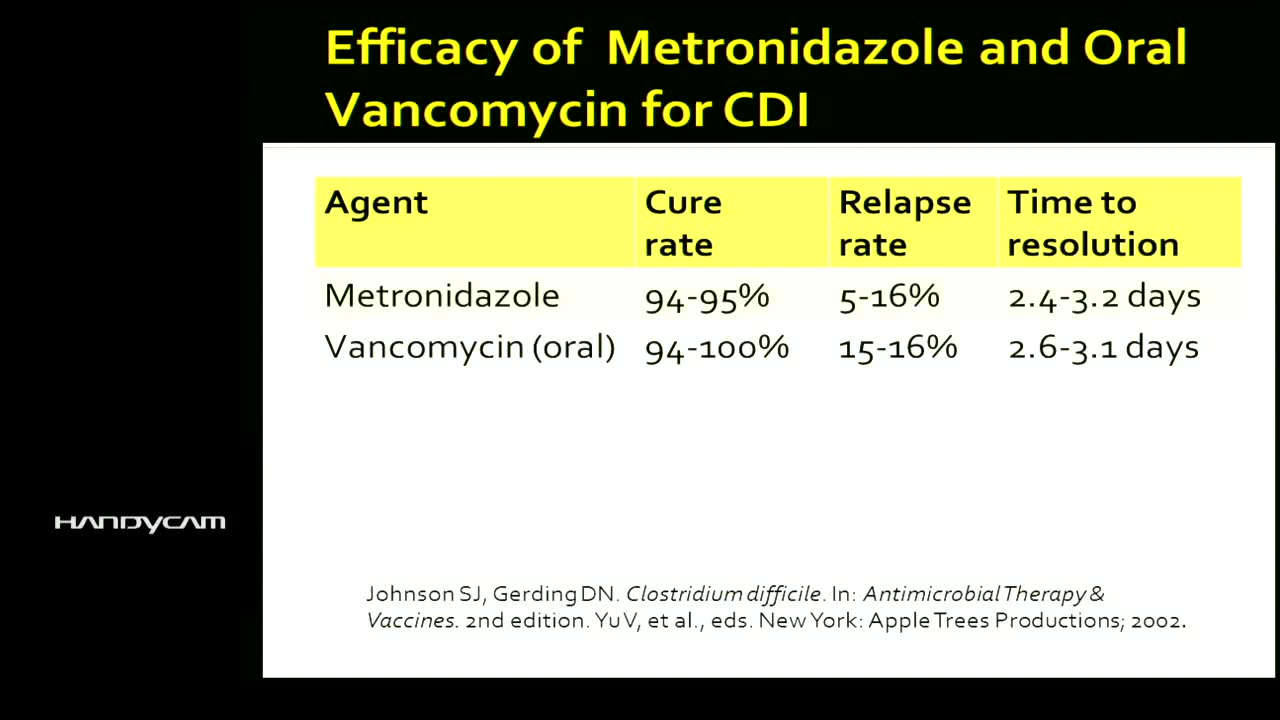 Efficacy of Metronidazole and Oral
Vancomycin for CDI
Agent Cure rate Relapse rate Time to resolution
Metronidazole 94-95% 5-16% 2.4-3.2 days
Vancomycin (oral) 94-100% 15-16% 2.6-3.1 days
HANDYCAM
Johnson SJ, Gerding DN. Clostridium difficile. In: Antimicrobial Therapy &
Vaccines. 2nd edition. Yu V, et al., eds. New York: Apple Trees Productions; 2002.